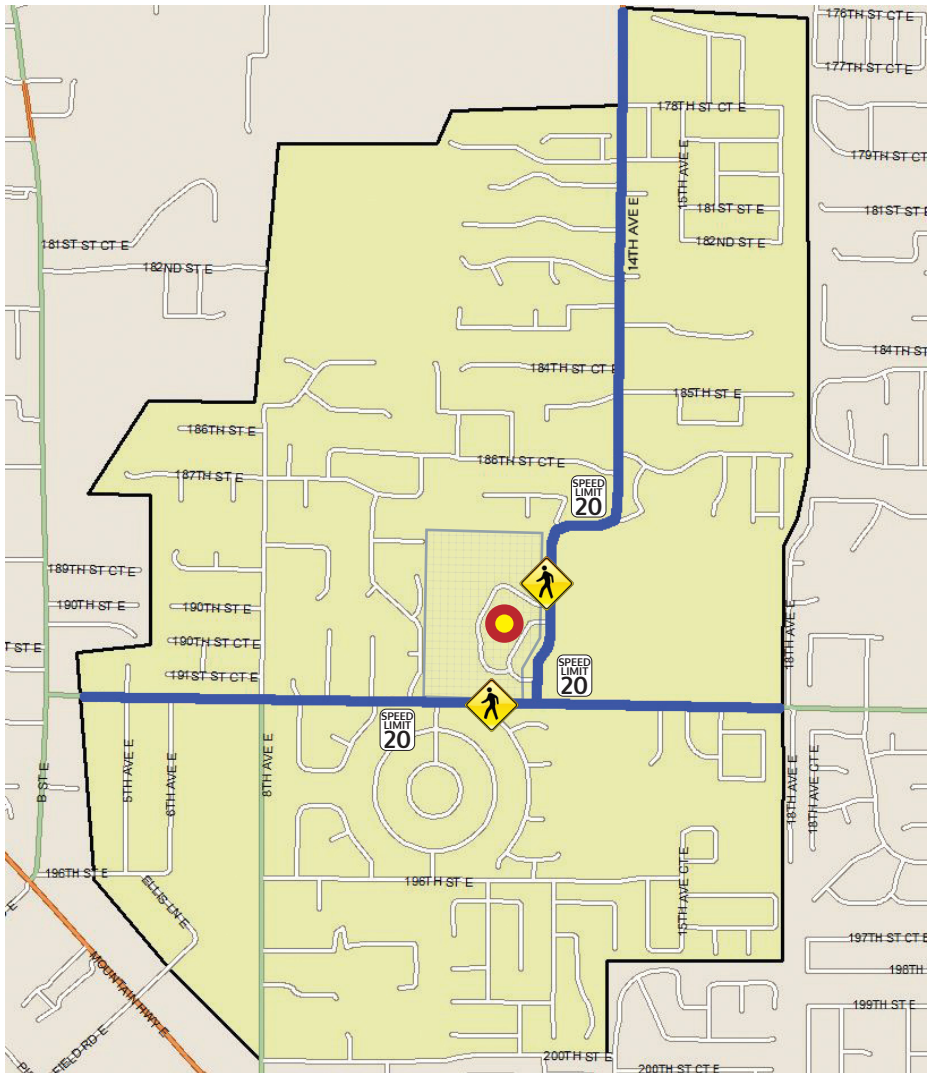 176TH ST CT E
177TH ST CT E
178TH ST CT E
179TH ST CT
15TH AVE E
181ST ST E
181ST ST E
182ND ST E
14TH AVE E
181ST ST CT E
182ND ST E
184TH ST CT E
184TH ST
185TH ST E
186TH ST E
186TH ST CT E
187TH ST E
SPEED
LIMIT
20
189TH ST CT E
190TH ST E
190TH ST E
190TH ST CT E
T ST E
191ST ST CT E
18TH AVE E
SPEED
LIMIT
20
SPEED
LIMIT
20
B ST E
5TH AVE E
6TH AVE E
8TH AVE E
18TH AVE E
18TH AVE CT E
196TH ST E
ELLIS LN E
196TH ST E
15TH AVE CT E
E
197TH ST CT E
198TH
MOUNTAIN HWY E
199TH ST E
FIELD RD E
200TH ST E
200TH ST CT E